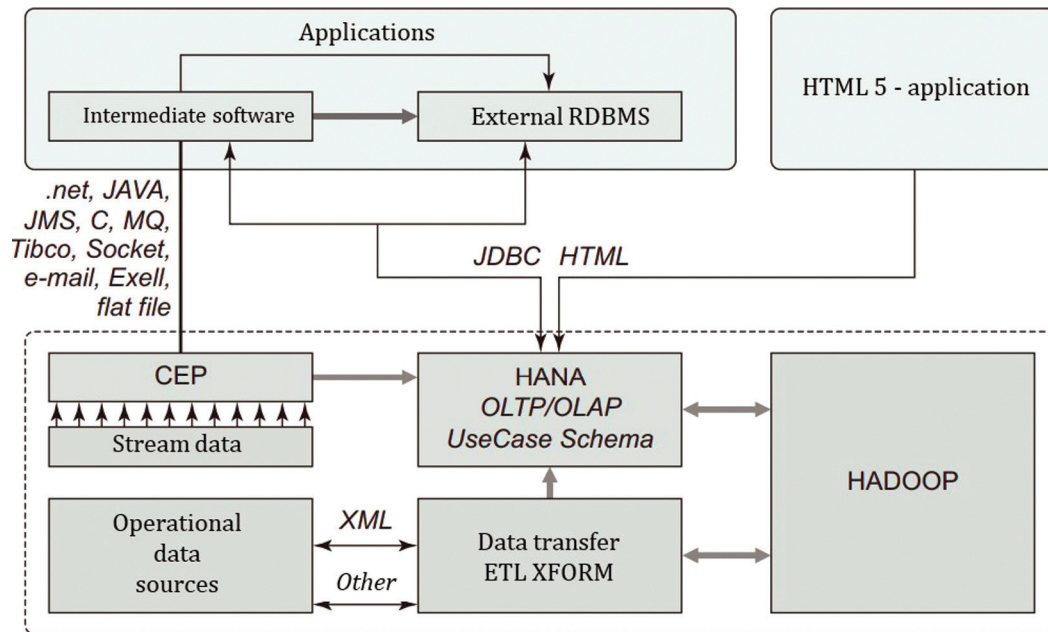 Applications
Intermediate software
External RDBMS
HTML 5 - application
.net, JAVA,
JMS, C, MQ,
Tibco, Socket,
e-mail, Exell,
flat file
JDBC HTML
CEP
Stream data
HANA
OLTP/OLAP
UseCase Schema
HADOOP
Operational
data
sources
XML
Other
Data transfer
ETL XFORM